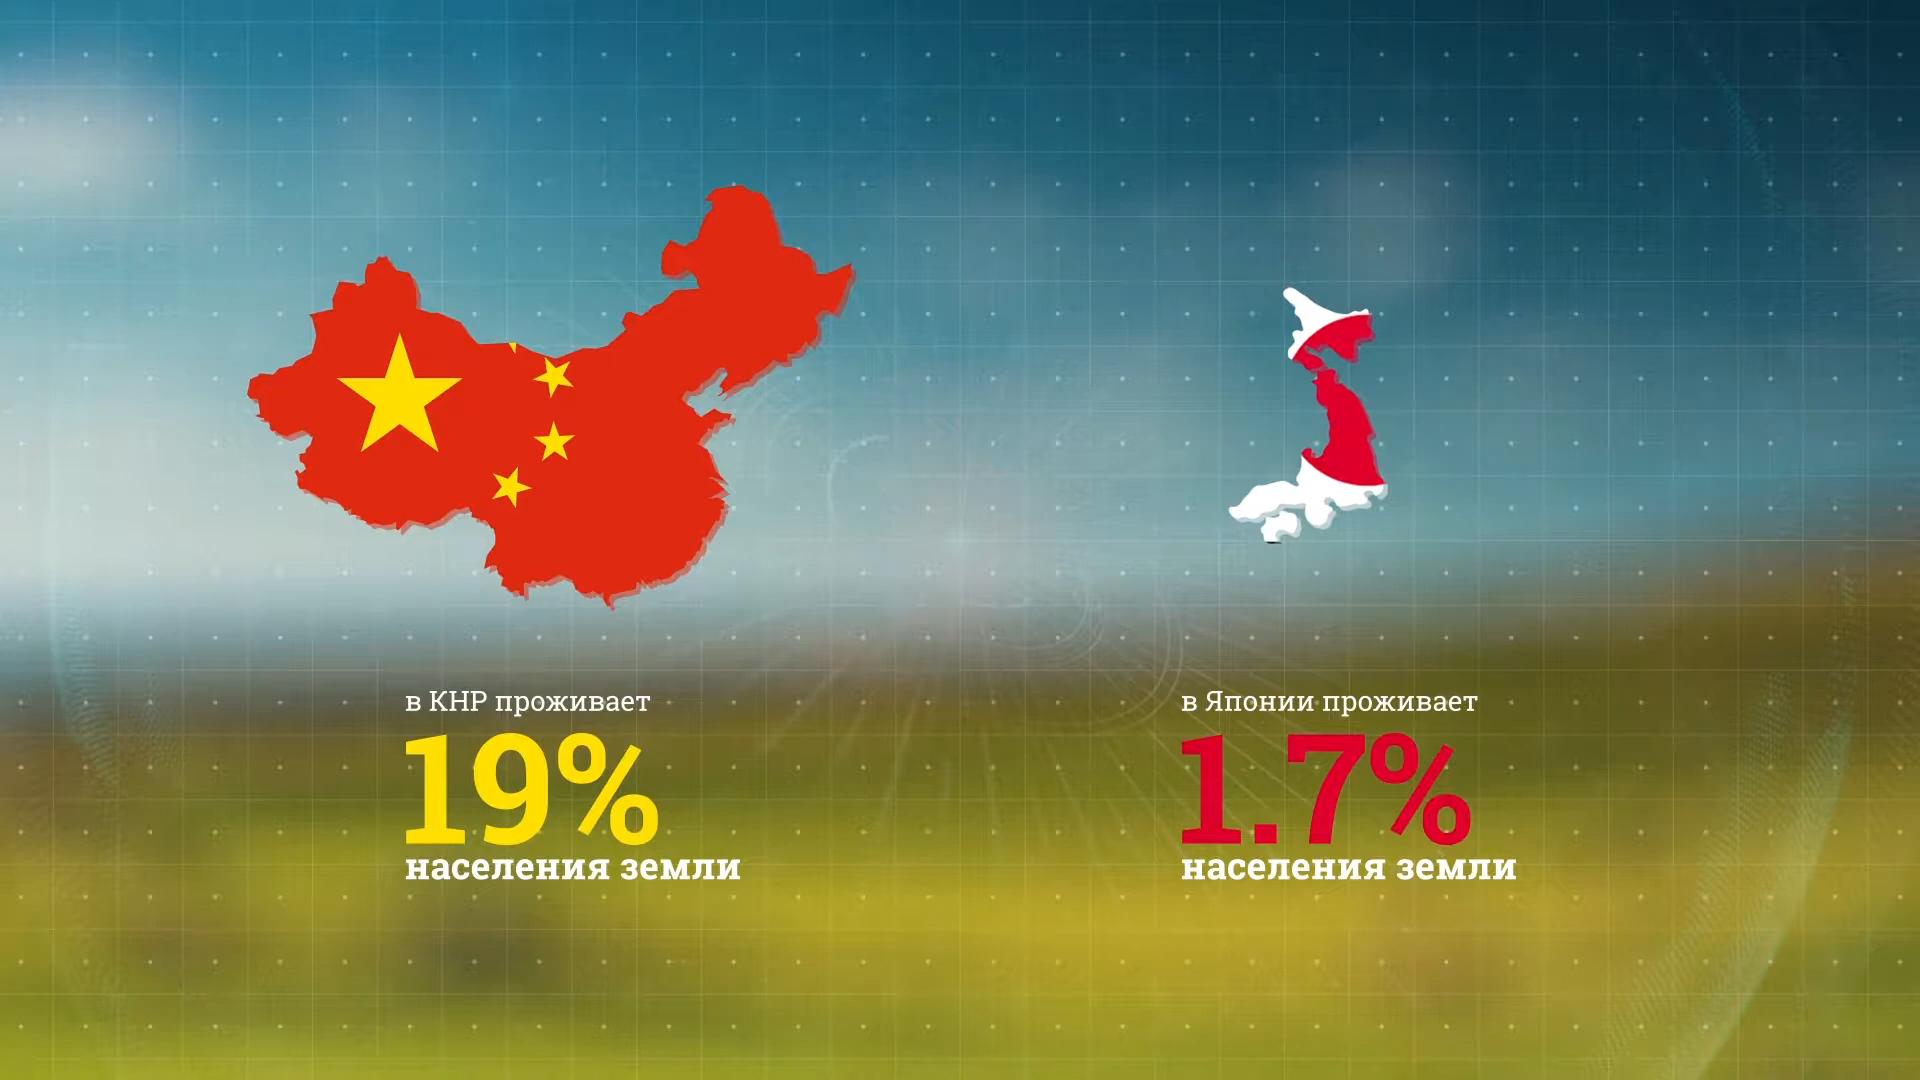 в КНР проживает
19%
населения земли
в Японии проживает
1.7%
населения земли